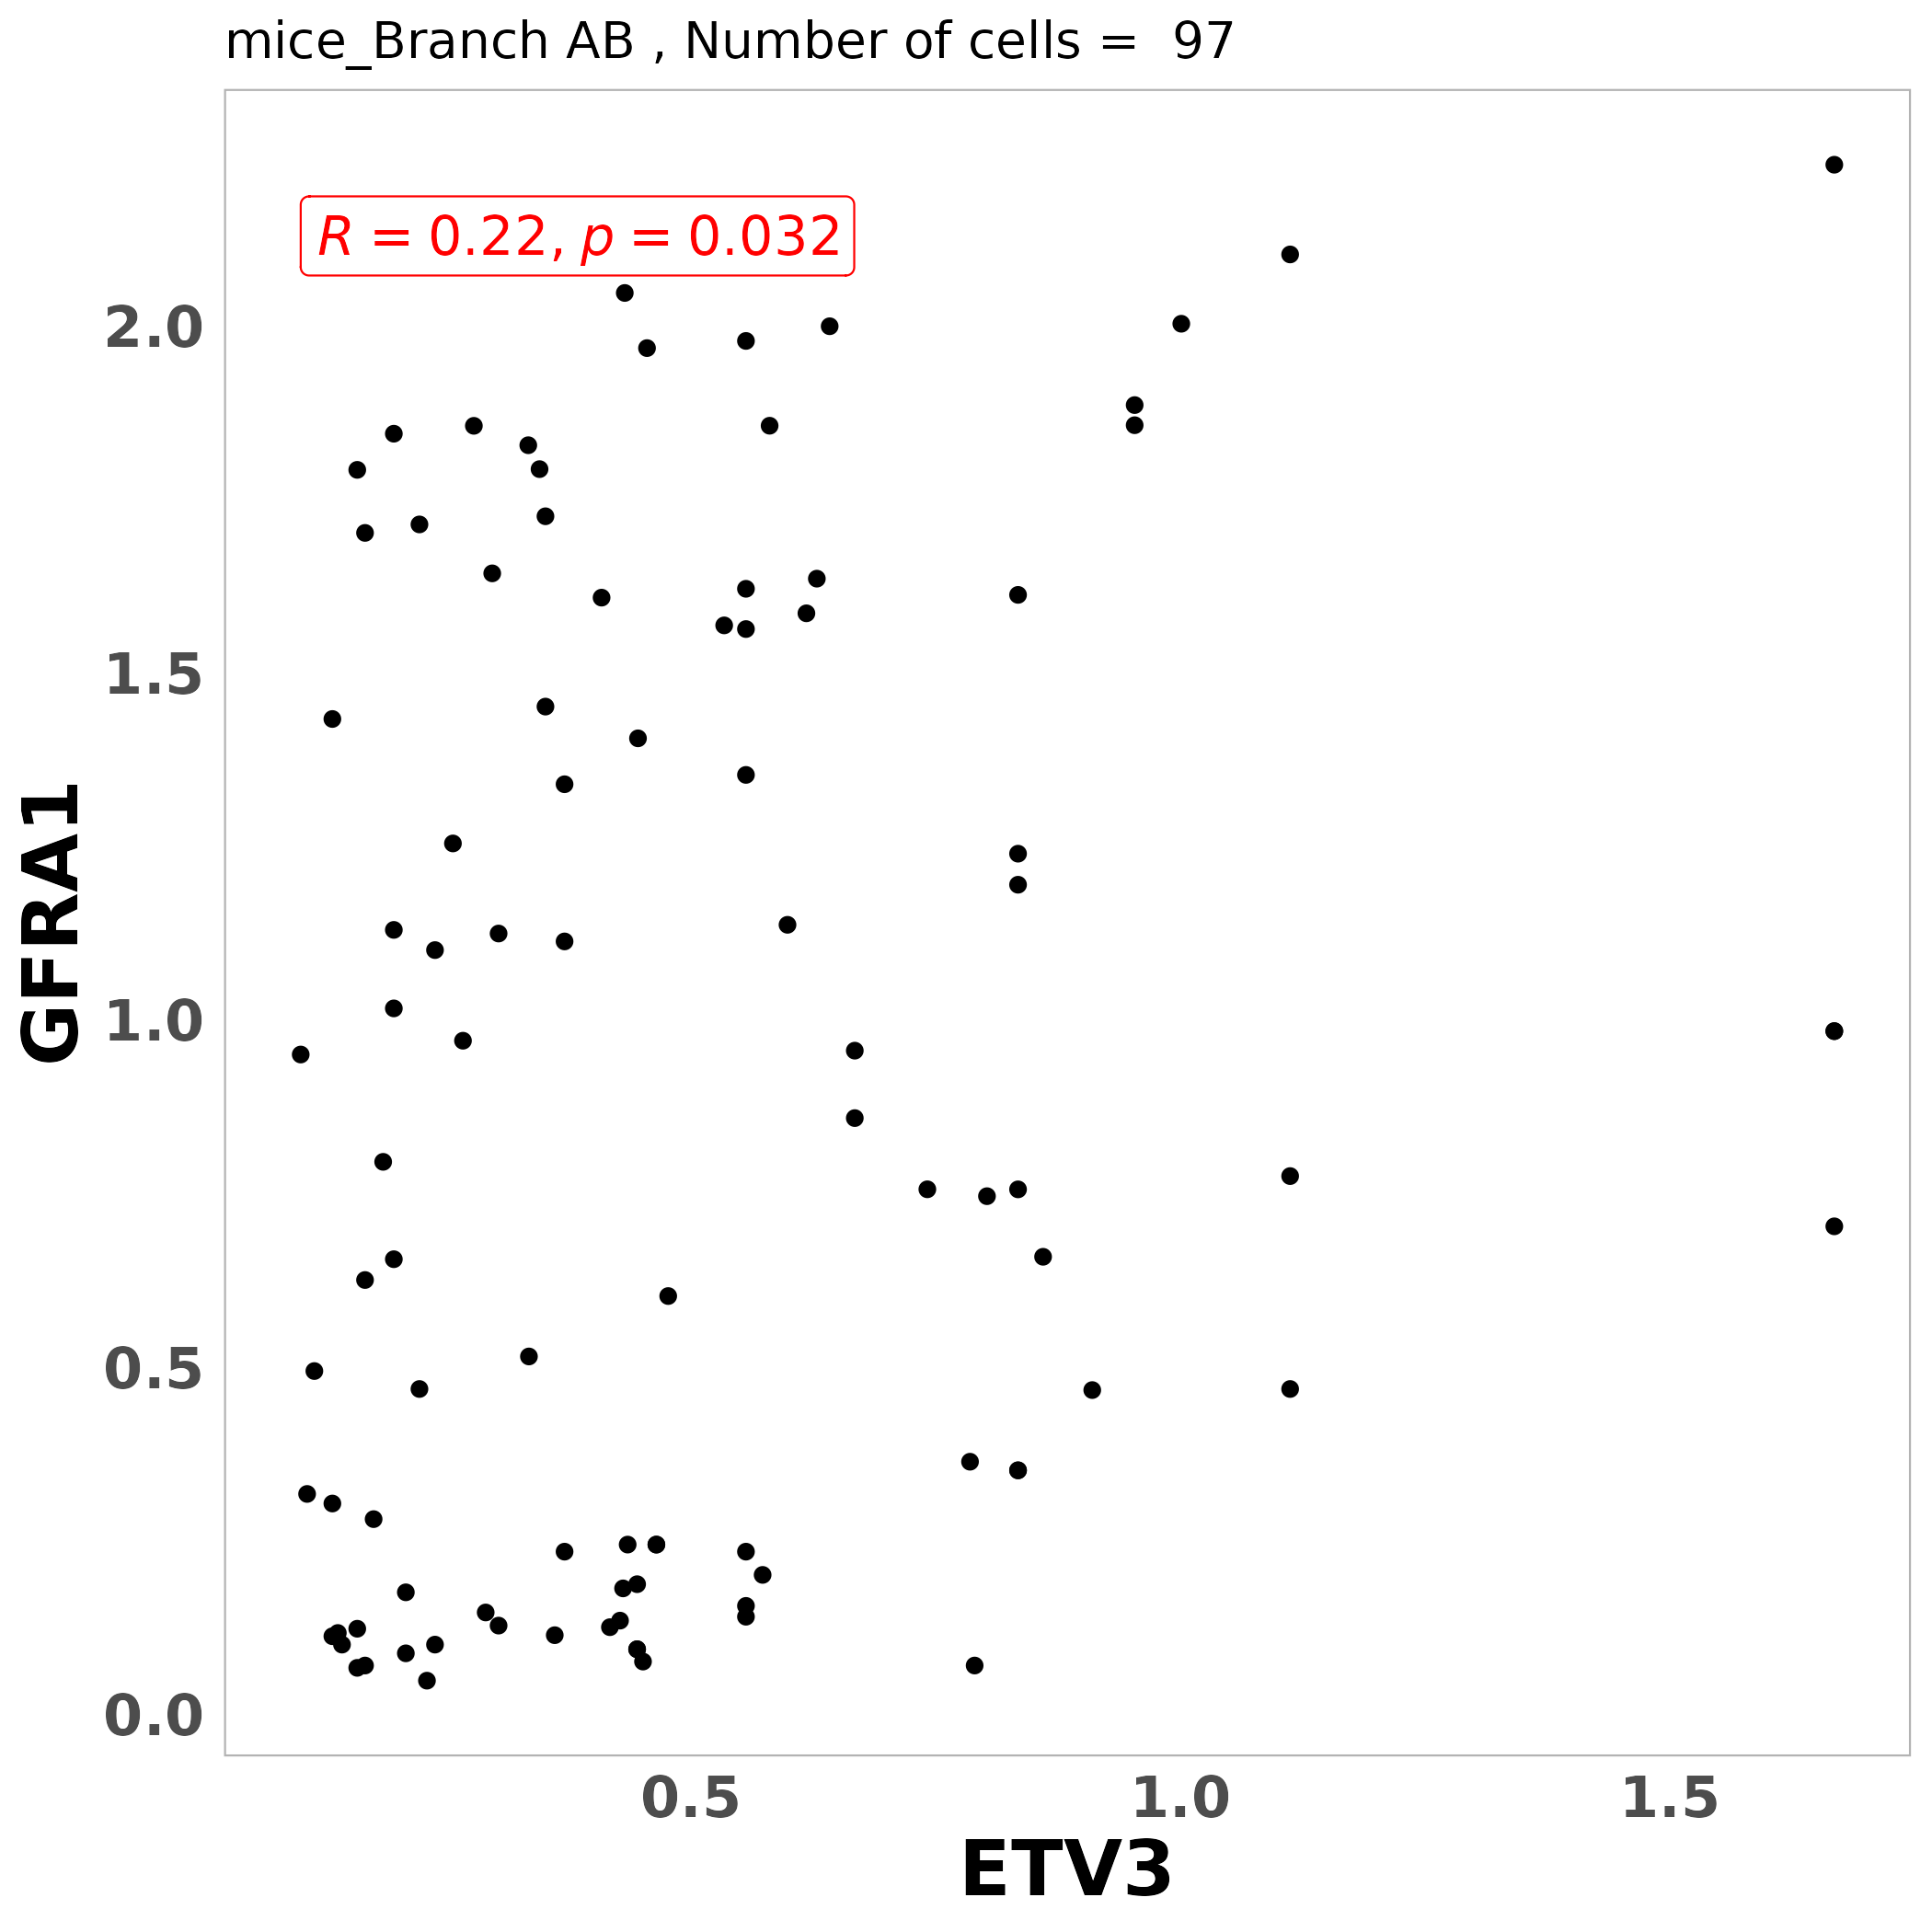 mice_Branch AB , Number of cells =  97
R = 0.22, p = 0.032
2.0
1.5
1.0
0.5
0.0
GFRA1
0.5 1.0 1.5
ETV3